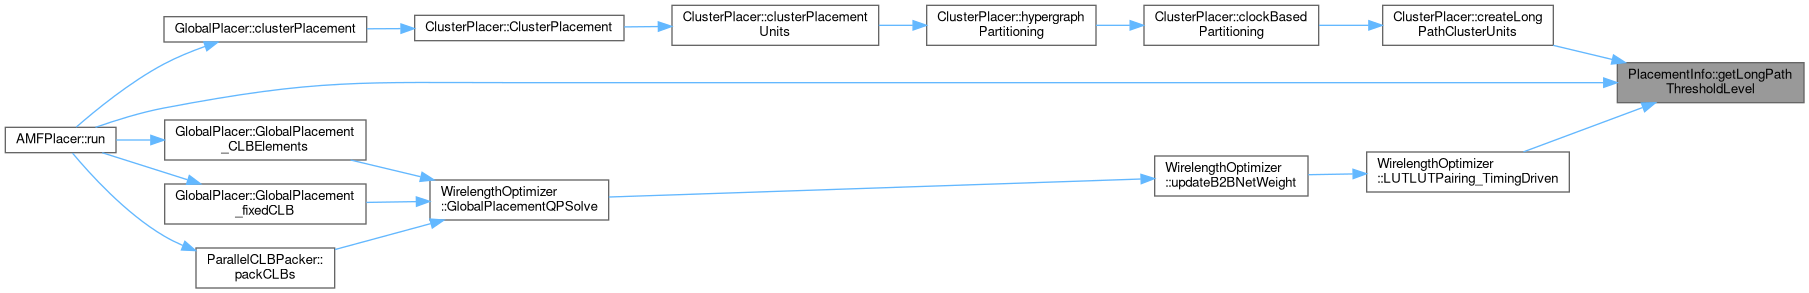 GlobalPlacer::clusterPlacement
ClusterPlacer::ClusterPlacement
ClusterPlacer::clusterPlacement
Units
ClusterPlacer::hypergraph
Partitioning
ClusterPlacer::clockBased
Partitioning
ClusterPlacer::createLong
PathClusterUnits
PlacementInfo::getLongPath
ThresholdLevel
AMFPlacer::run
GlobalPlacer::GlobalPlacement
_CLBElements
GlobalPlacer::GlobalPlacement
_fixedCLB
ParallelCLBPacker::
packCLBs
WirelengthOptimizer
::GlobalPlacementQPSolve
WirelengthOptimizer
::updateB2BNetWeight
WirelengthOptimizer
::LUTLUTPairing_TimingDriven